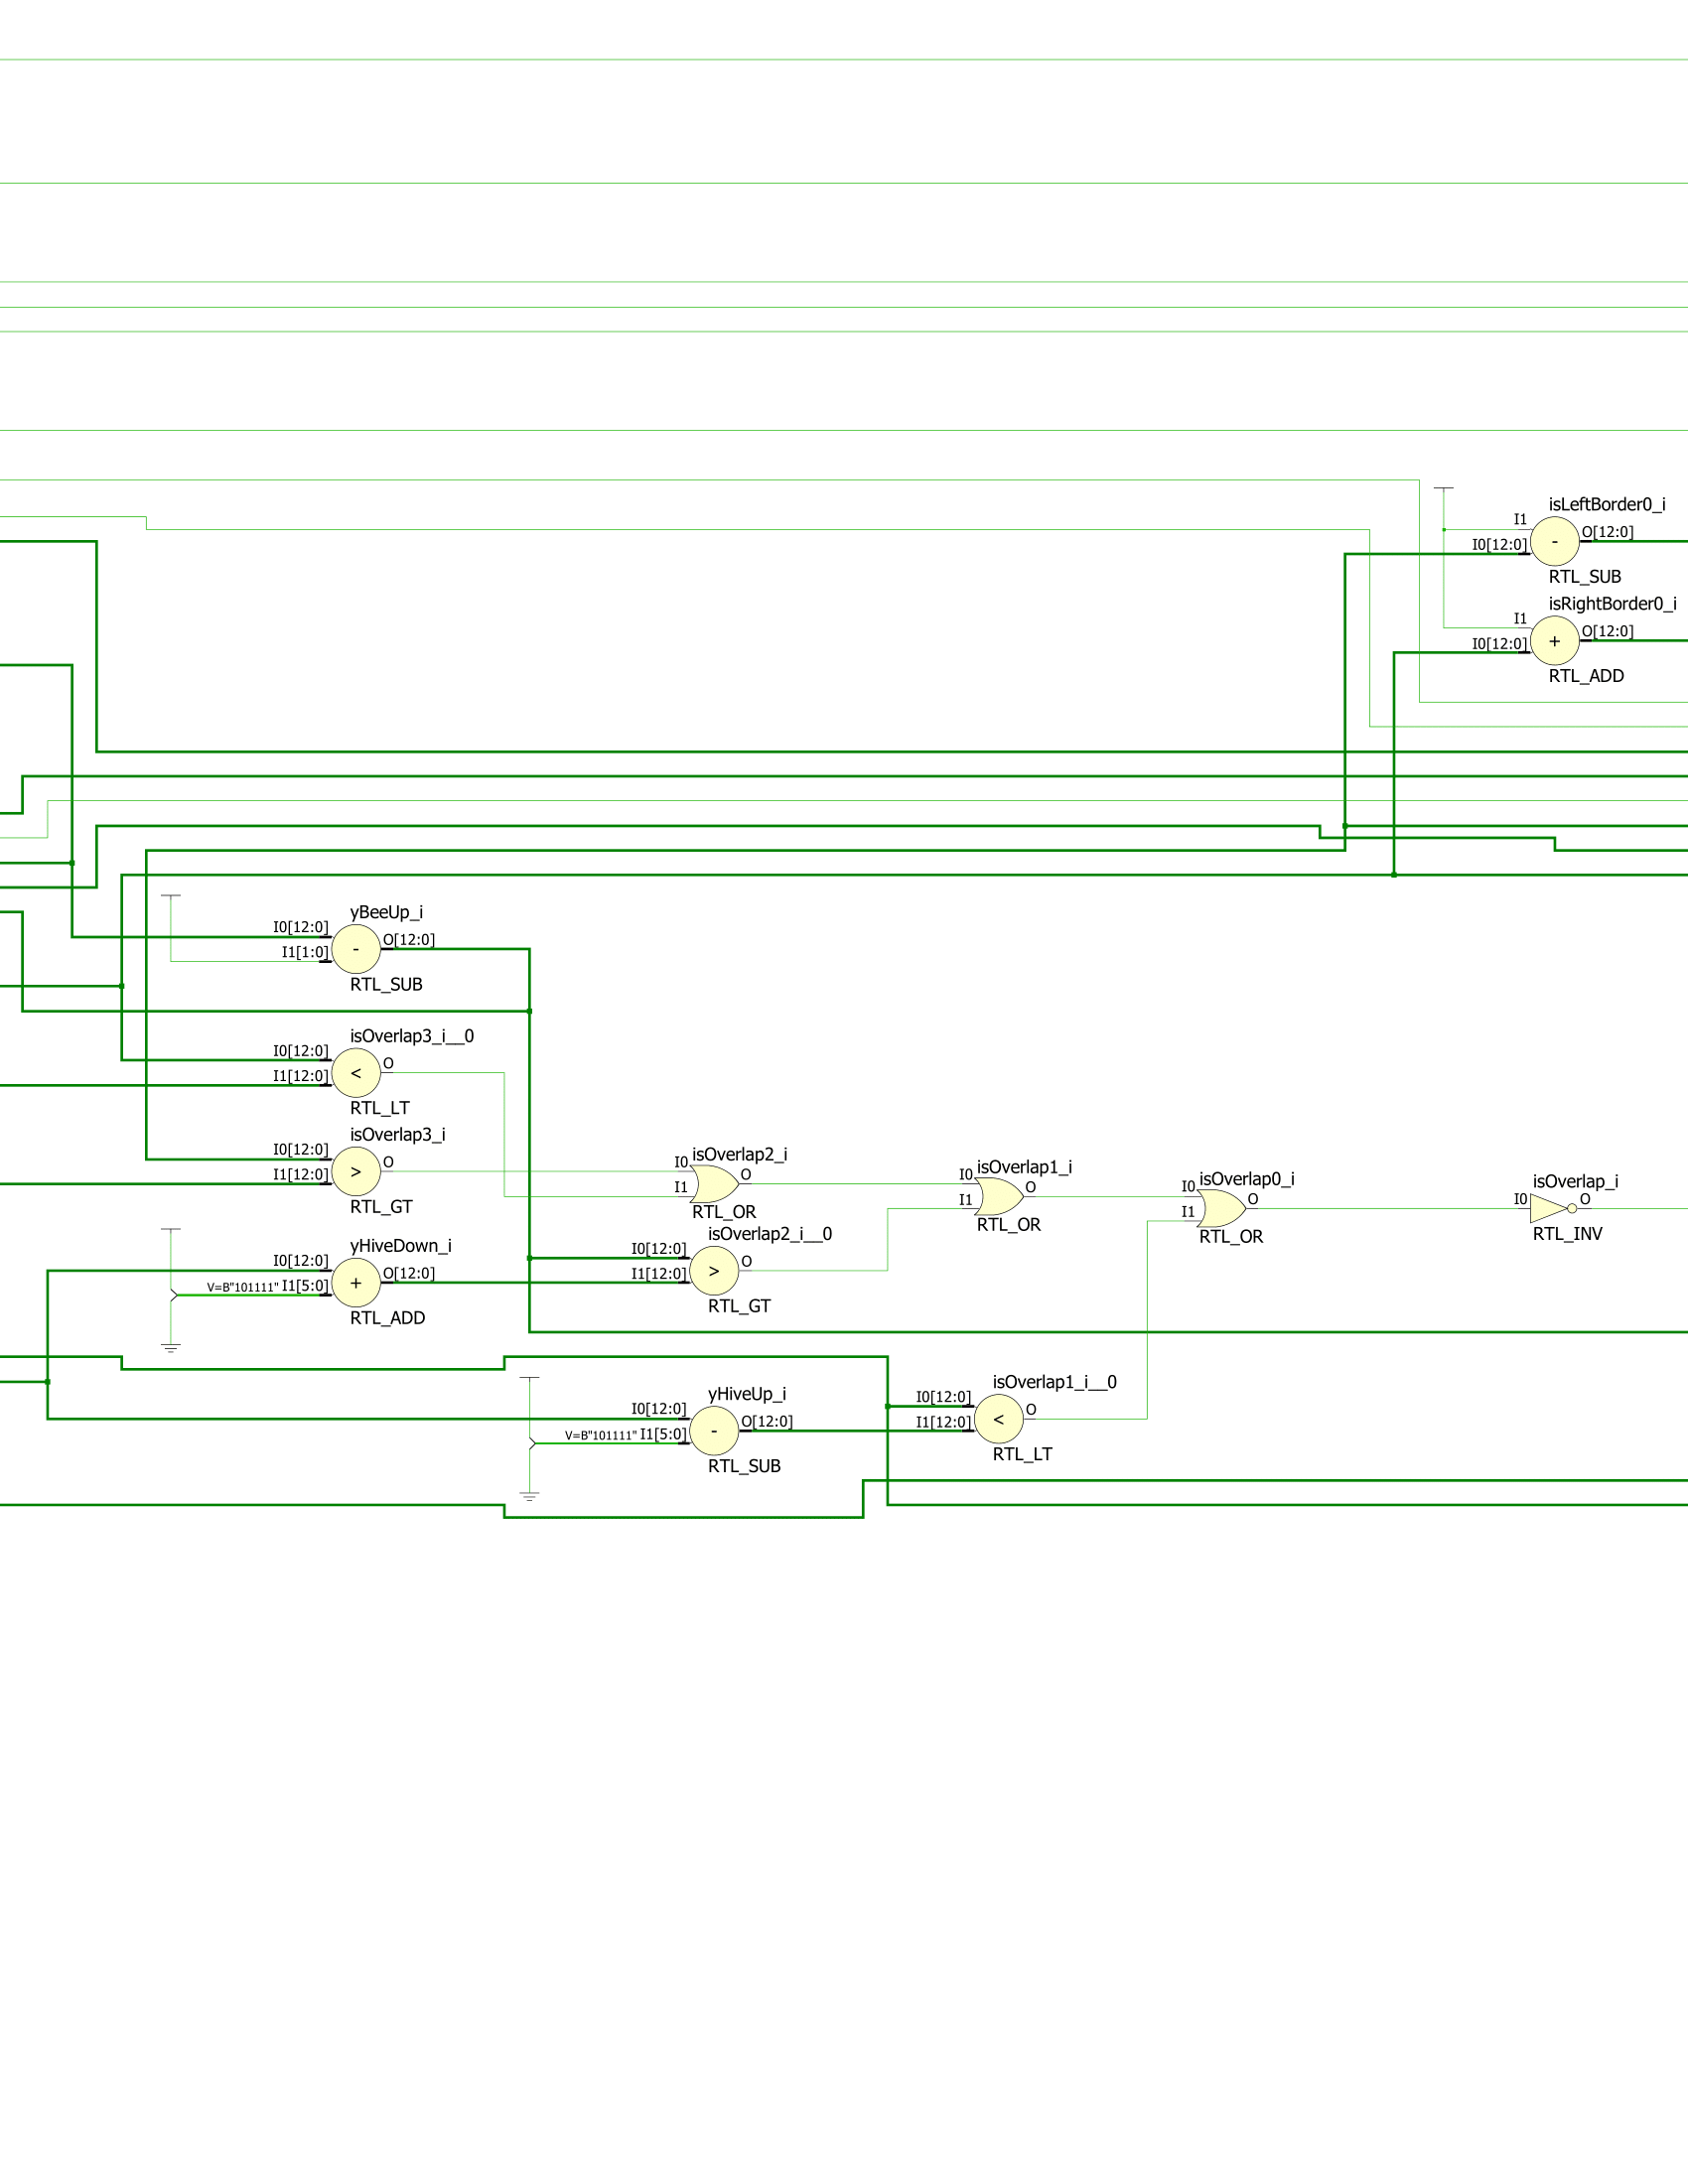 isLeftBorder0_i
I1
O[12:0]
I0[12:0]
-
RTL_SUB
isRightBorder0_i
I1
O[12:0]
I0[12:0]
+
RTL_ADD
yBeeUp_i
I0[12:0]
O[12:0]
I1[1:0]
-
RTL_SUB
isOverlap3_i__0
I0[12:0]
O
I1[12:0]
<
RTL_LT
isOverlap3_i
I0[12:0]
O
I1[12:0]
>
RTL_GT
isOverlap2_i
I0
O
I1
RTL_OR
isOverlap1_i
I0
O
I1
RTL_OR
isOverlap0_i
I0
O
I1
RTL_OR
isOverlap_i
I0
O
RTL_INV
isOverlap2_i__0
I0[12:0]
O
I1[12:0]
>
RTL_GT
yHiveDown_i
I0[12:0]
O[12:0]
V=B"101111" I1[5:0]
+
RTL_ADD
yHiveUp_i
I0[12:0]
O[12:0]
V=B"101111" I1[5:0]
-
RTL_SUB
isOverlap1_i__0
I0[12:0]
O
I1[12:0]
<
RTL_LT